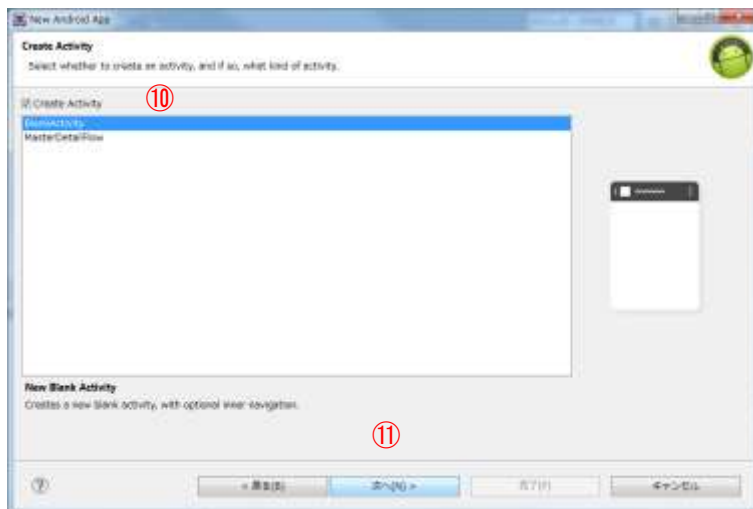 New Android App
Create Activity
Select whether to create an activity, and if so, what kind of activity.
⑩
Create Activity
BlankActivity
MasterDetailFlow
New Blank Activity
Creates a new blank activity, with optional inner navigation.
⑪
< 戻る(B)
次へ(N) >
完了(F)
キャンセル